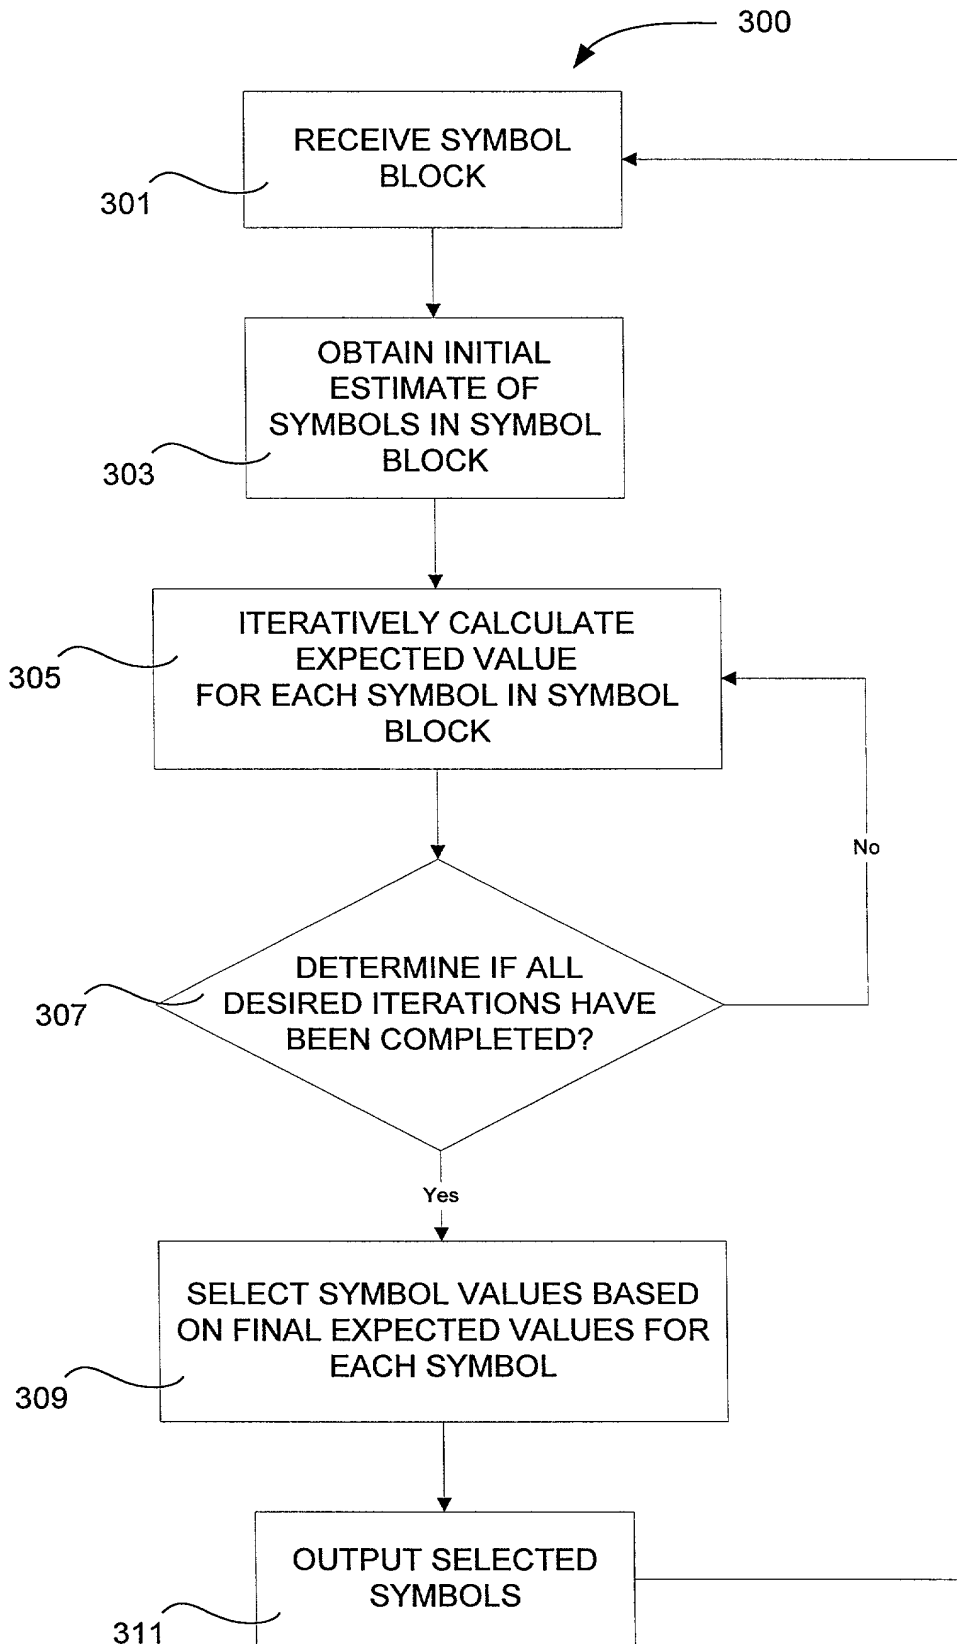 300
RECEIVE SYMBOL
BLOCK
301
OBTAIN INITIAL
ESTIMATE OF
SYMBOLS IN SYMBOL
BLOCK
303
ITERATIVELY CALCULATE
EXPECTED VALUE
FOR EACH SYMBOL IN SYMBOL
BLOCK
305
No
DETERMINE IF ALL
DESIRED ITERATIONS HAVE
BEEN COMPLETED?
307
Yes
SELECT SYMBOL VALUES BASED
ON FINAL EXPECTED VALUES FOR
EACH SYMBOL
309
OUTPUT SELECTED
SYMBOLS
311